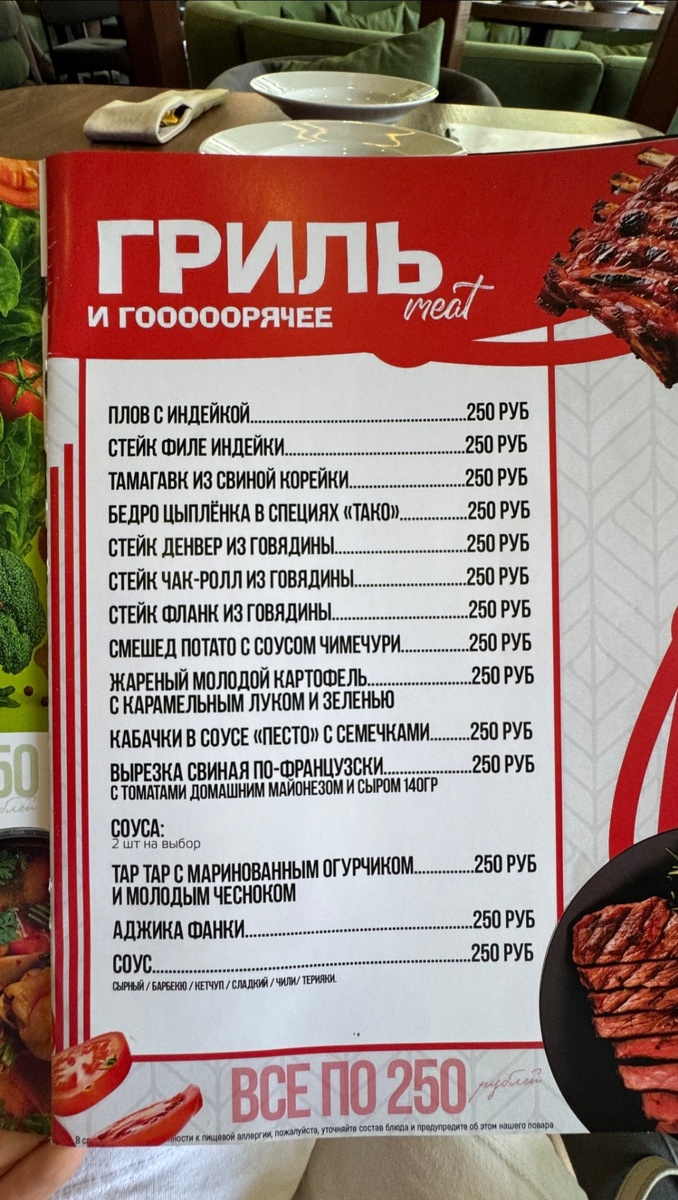 ГРИЛЬ
И ГОООООРЯЧЕЕ
meat
ПЛОВ С ИНДЕЙКОЙ.....250 РУБ
СТЕЙК ФИЛЕ ИНДЕЙКИ.....250 РУБ
ТАМАГАВК ИЗ СВИНОЙ КОРЕЙКИ.....250 РУБ
БЕДРО ЦЫПЛЁНКА В СПЕЦИЯХ «ТАКО».....250 РУБ
СТЕЙК ДЕНВЕР ИЗ ГОВЯДИНЫ.....250 РУБ
СТЕЙК ЧАК-РОЛЛ ИЗ ГОВЯДИНЫ.....250 РУБ
СТЕЙК ФЛАНК ИЗ ГОВЯДИНЫ.....250 РУБ
СМЕШЕД ПОТАТО С СОУСОМ ЧИМЕЧУРИ.....250 РУБ
ЖАРЕНЫЙ МОЛОДОЙ КАРТОФЕЛЬ.....250 РУБ
С КАРАМЕЛЬНЫМ ЛУКОМ И ЗЕЛЕНЬЮ
КАБАЧКИ В СОУСЕ «ПЕСТО» С СЕМЕЧКАМИ.....250 РУБ
ВЫРЕЗКА СВИНАЯ ПО-ФРАНЦУЗСКИ.....250 РУБ
С ТОМАТАМИ ДОМАШНИМ МАЙОНЕЗОМ И СЫРОМ 140ГР
СОУСА:
2 шт на выбор
ТАР ТАР С МАРИНОВАННЫМ ОГУРЧИКОМ.....250 РУБ
И МОЛОДЫМ ЧЕСНОКОМ
АДЖИКА ФАНКИ.....250 РУБ
СОУС.....250 РУБ
СЫРНЫЙ / БАРБЕКЮ / КЕТЧУП / СЛАДКИЙ / ЧИЛИ/ ТЕРИЯКИ.
ВСЕ ПО 250 рублей
к пищевой аллергии, пожалуйста, уточняйте состав блюда и предупредите об этом нашего повара
50